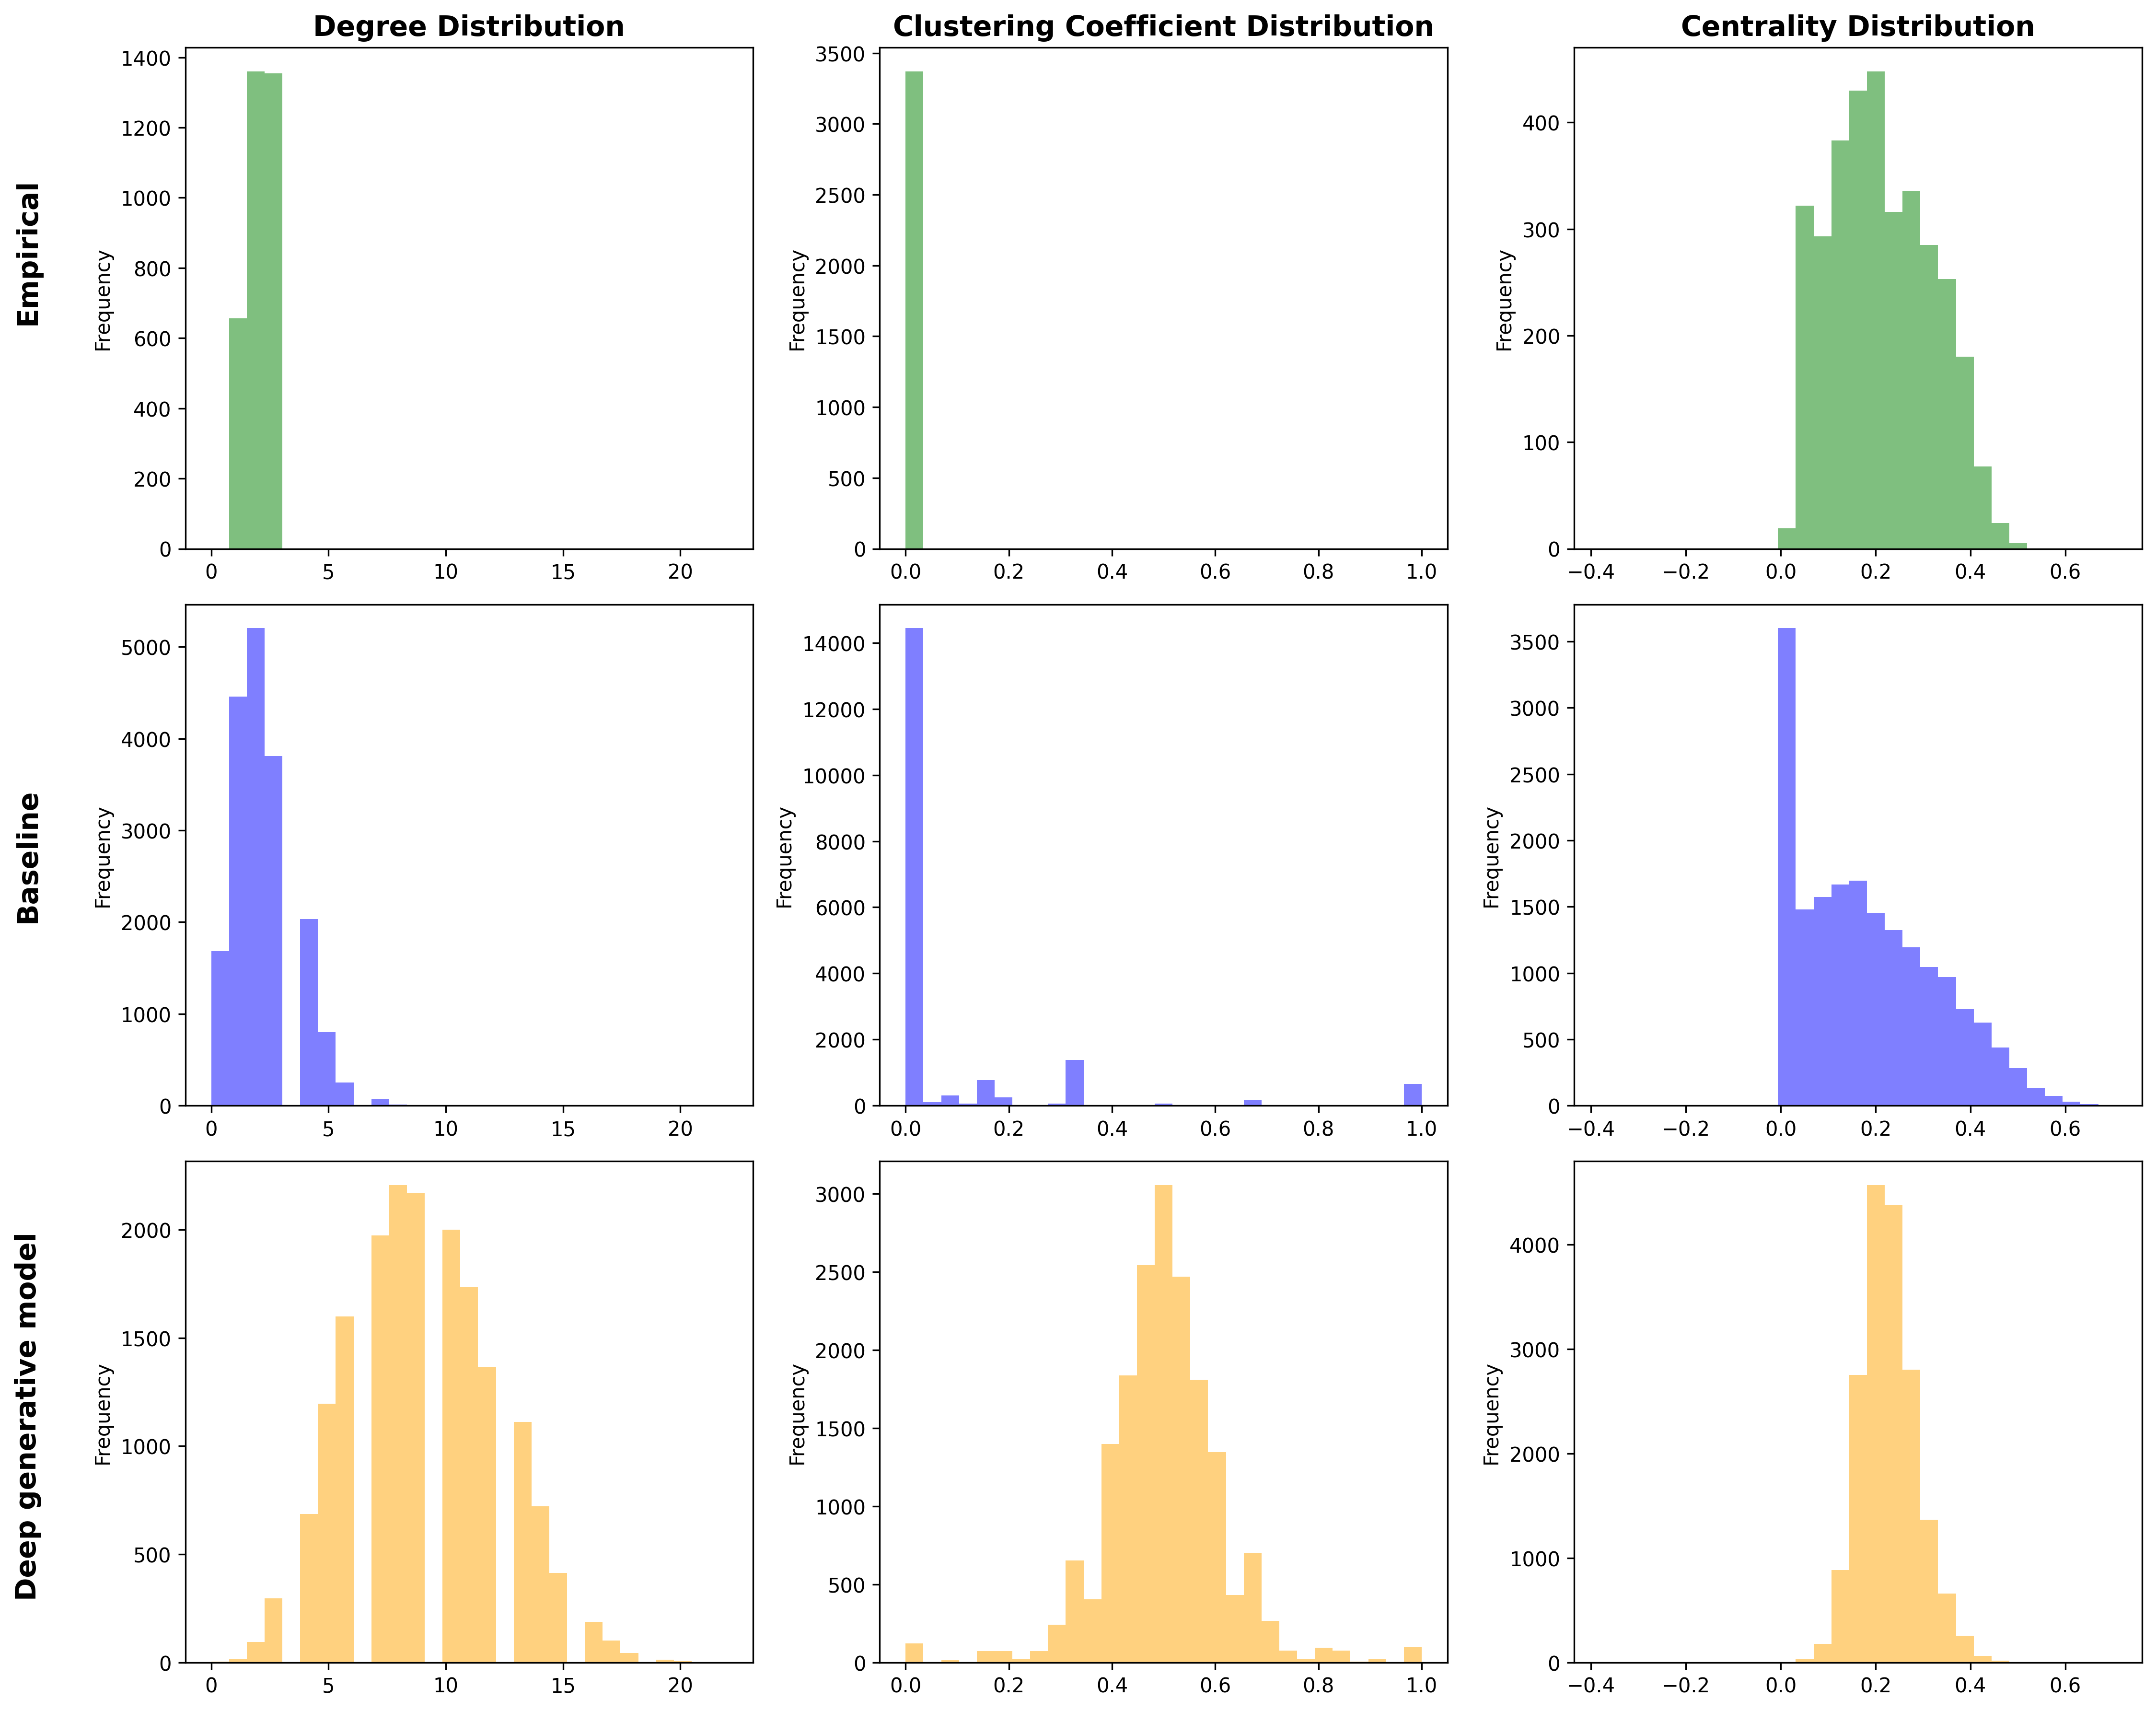 Degree Distribution
Clustering Coefficient Distribution
Centrality Distribution
Empirical
Frequency
1400
1200
1000
800
600
400
200
0
0 5 10 15 20
Frequency
3500
3000
2500
2000
1500
1000
500
0
0.0 0.2 0.4 0.6 0.8 1.0
Frequency
400
300
200
100
0
−0.4 −0.2 0.0 0.2 0.4 0.6
Baseline
Frequency
5000
4000
3000
2000
1000
0
0 5 10 15 20
Frequency
14000
12000
10000
8000
6000
4000
2000
0
0.0 0.2 0.4 0.6 0.8 1.0
Frequency
3500
3000
2500
2000
1500
1000
500
0
−0.4 −0.2 0.0 0.2 0.4 0.6
Deep generative model
Frequency
2000
1500
1000
500
0
0 5 10 15 20
Frequency
3000
2500
2000
1500
1000
500
0
0.0 0.2 0.4 0.6 0.8 1.0
Frequency
4000
3000
2000
1000
0
−0.4 −0.2 0.0 0.2 0.4 0.6